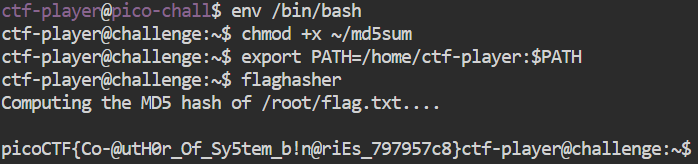 ctf-player@pico-chall$ env /bin/bash
ctf-player@challenge:~$ chmod +x ~/md5sum
ctf-player@challenge:~$ export PATH=/home/ctf-player:$PATH
ctf-player@challenge:~$ flaghasher
Computing the MD5 hash of /root/flag.txt....

picoCTF{Co-@utH0r_Of_Sy5tem_b!n@riEs_797957c8}ctf-player@challenge:~$